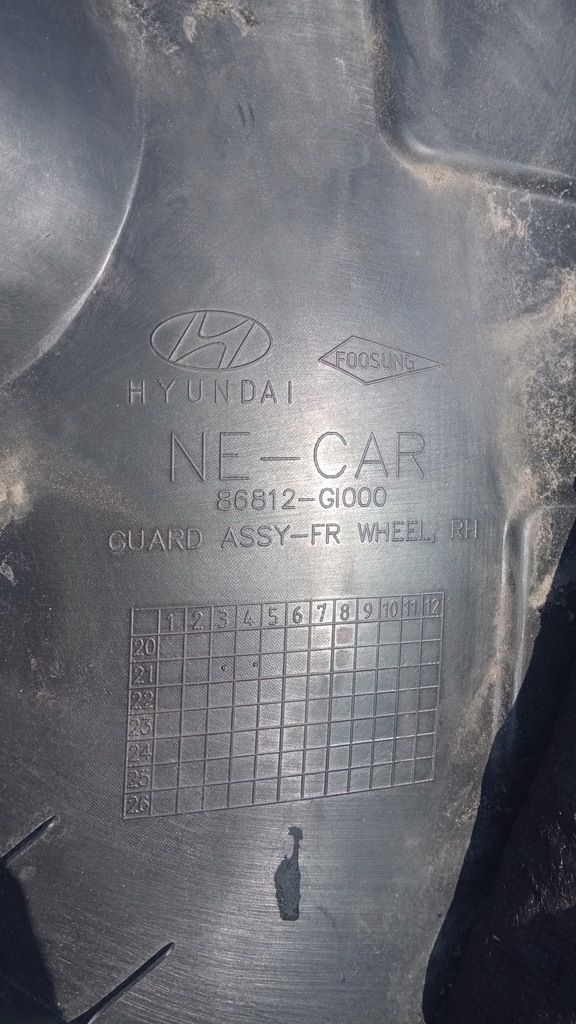 HYUNDAI
FOOSUNG
NE-CAR
86812-GI000
GUARD ASSY-FR WHEEL, RH
1 2 3 4 5 6 7 8 9 10 11 12
20
21
22
23
24
25
26